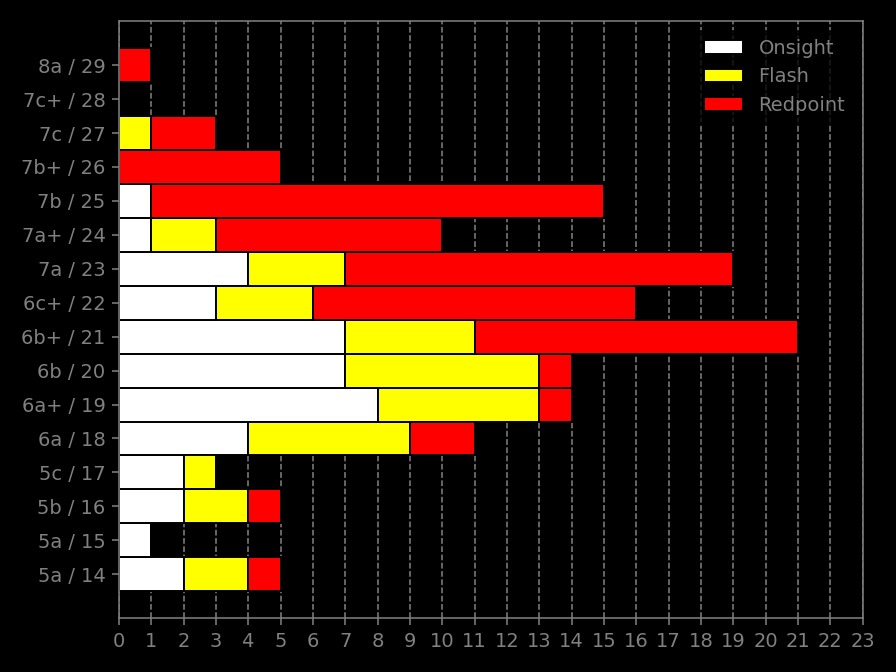 Onsight
Flash
Redpoint
8a / 29
7c+ / 28
7c / 27
7b+ / 26
7b / 25
7a+ / 24
7a / 23
6c+ / 22
6b+ / 21
6b / 20
6a+ / 19
6a / 18
5c / 17
5b / 16
5a / 15
5a / 14
0 1 2 3 4 5 6 7 8 9 10 11 12 13 14 15 16 17 18 19 20 21 22 23